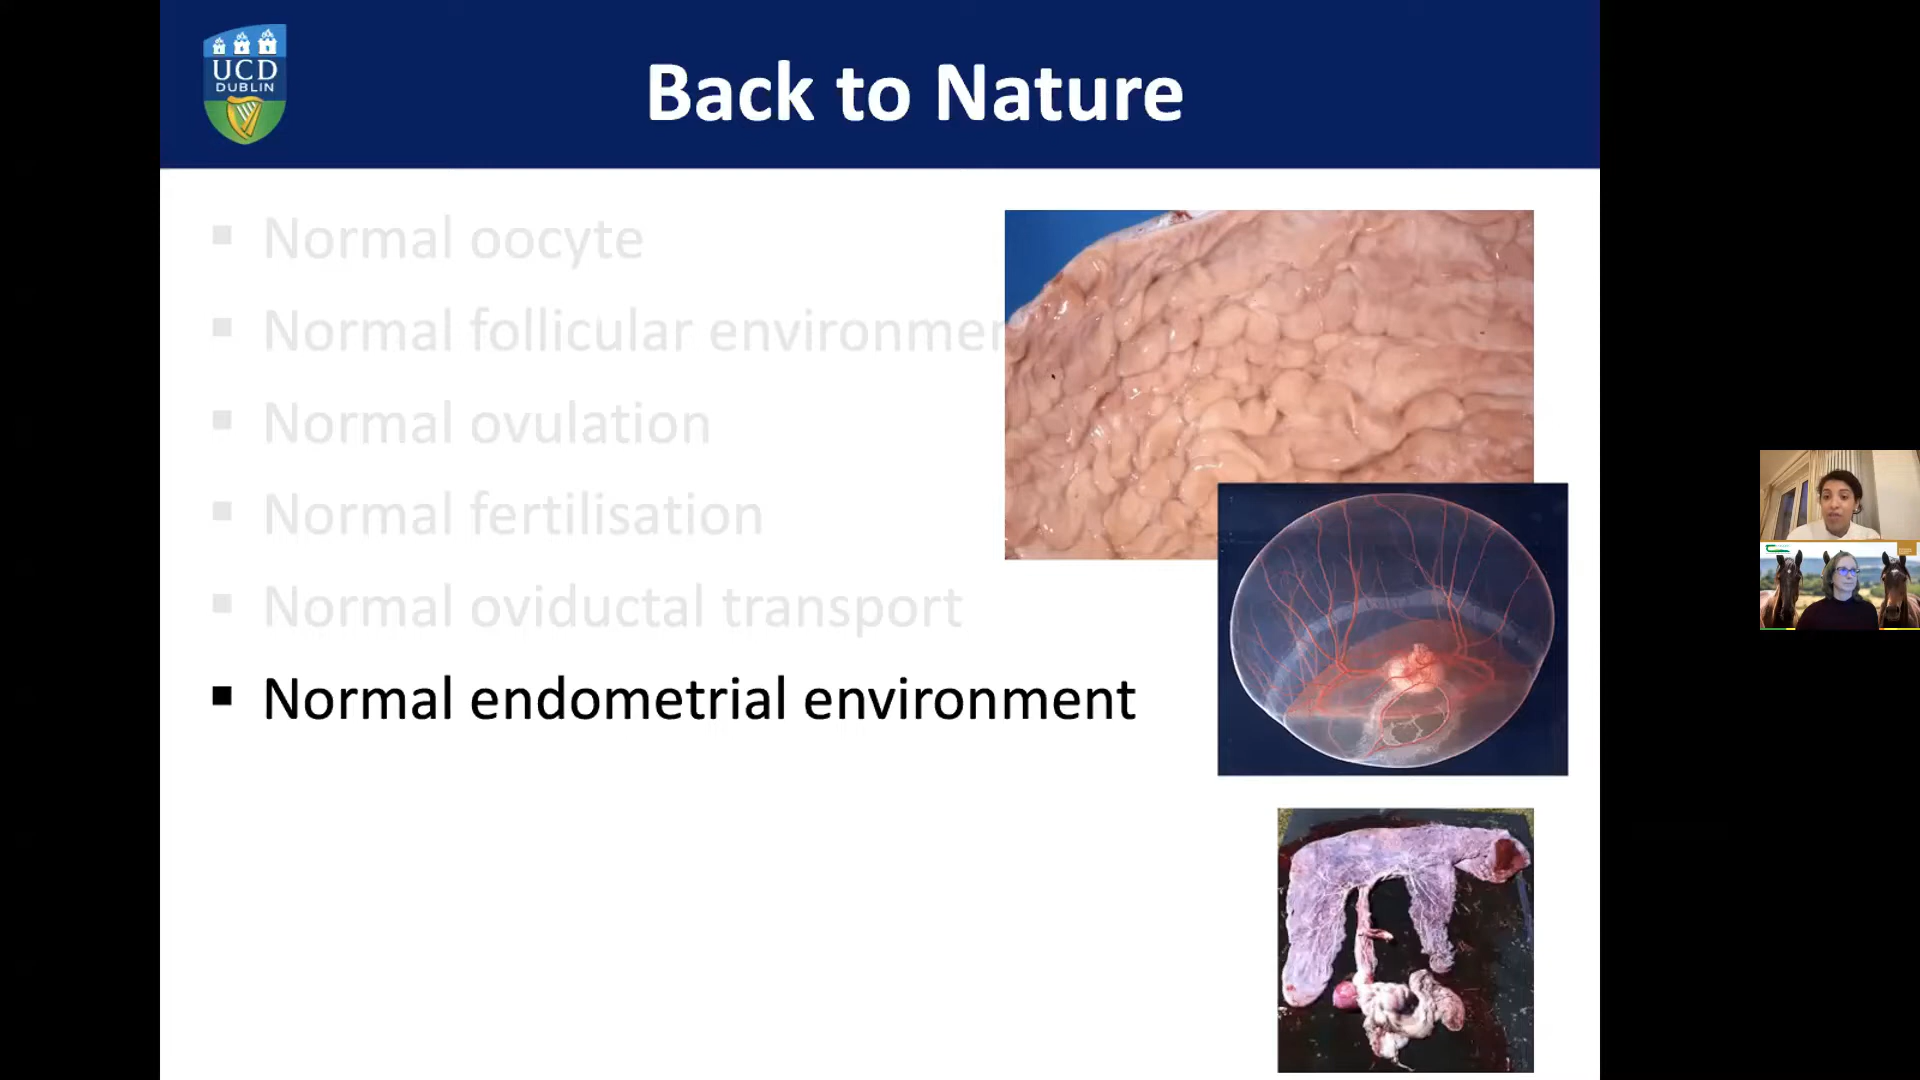 UCD
DUBLIN
Back to Nature
Normal oocyte
Normal follicular environmen
Normal ovulation
Normal fertilisation
Normal oviductal transport
Normal endometrial environment